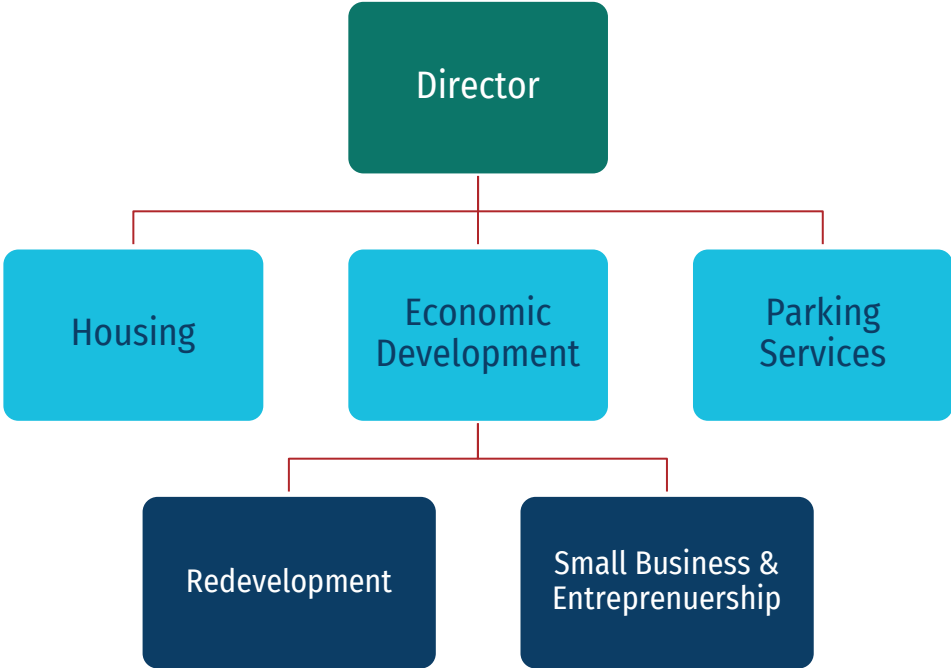 Director
Housing
Economic
Development
Parking
Services
Redevelopment
Small Business &
Entreprenuership